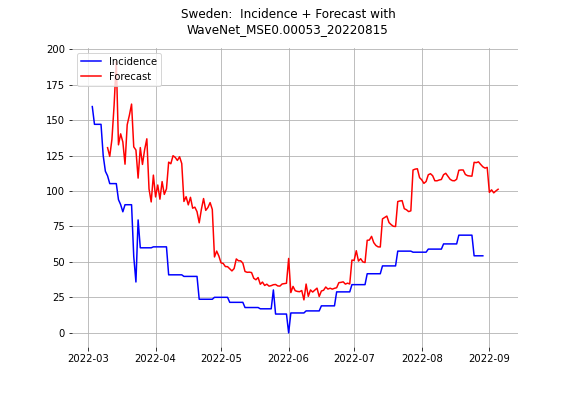 Sweden:  Incidence + Forecast with
WaveNet_MSE0.00053_20220815
200
175
150
125
100
75
50
25
0
Incidence
Forecast
2022-03 2022-04 2022-05 2022-06 2022-07 2022-08 2022-09